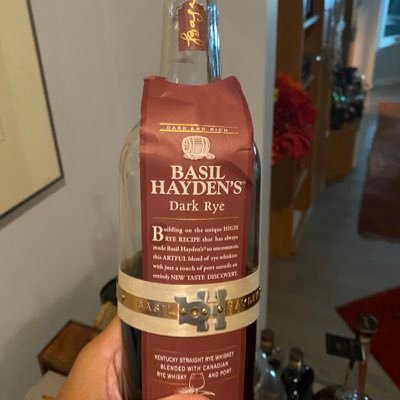 DARK AND RICH
BASIL
HAYDEN'S
Dark Rye
Building on the unique HIGH
RYE RECIPE that has always
made Basil Hayden's® so uncommon,
this ARTFUL blend of rye whiskies
with just a touch of port unveils an
entirely NEW TASTE DISCOVERY.
BASIL HAYDEN
KENTUCKY STRAIGHT RYE WHISKEY
BLENDED WITH CANADIAN
RYE WHISKY AND PORT